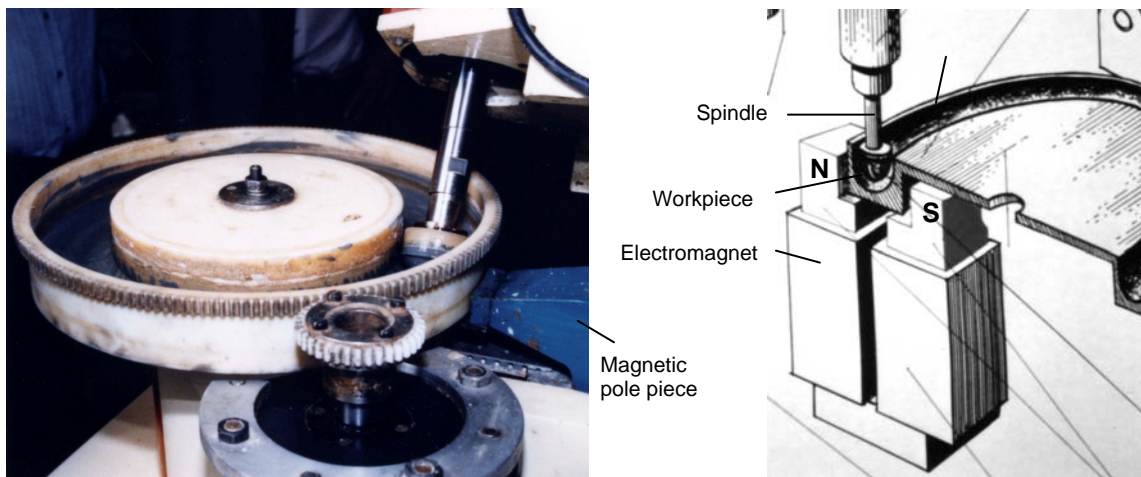 Spindle
N
Workpiece
S
Electromagnet
Magnetic
pole piece